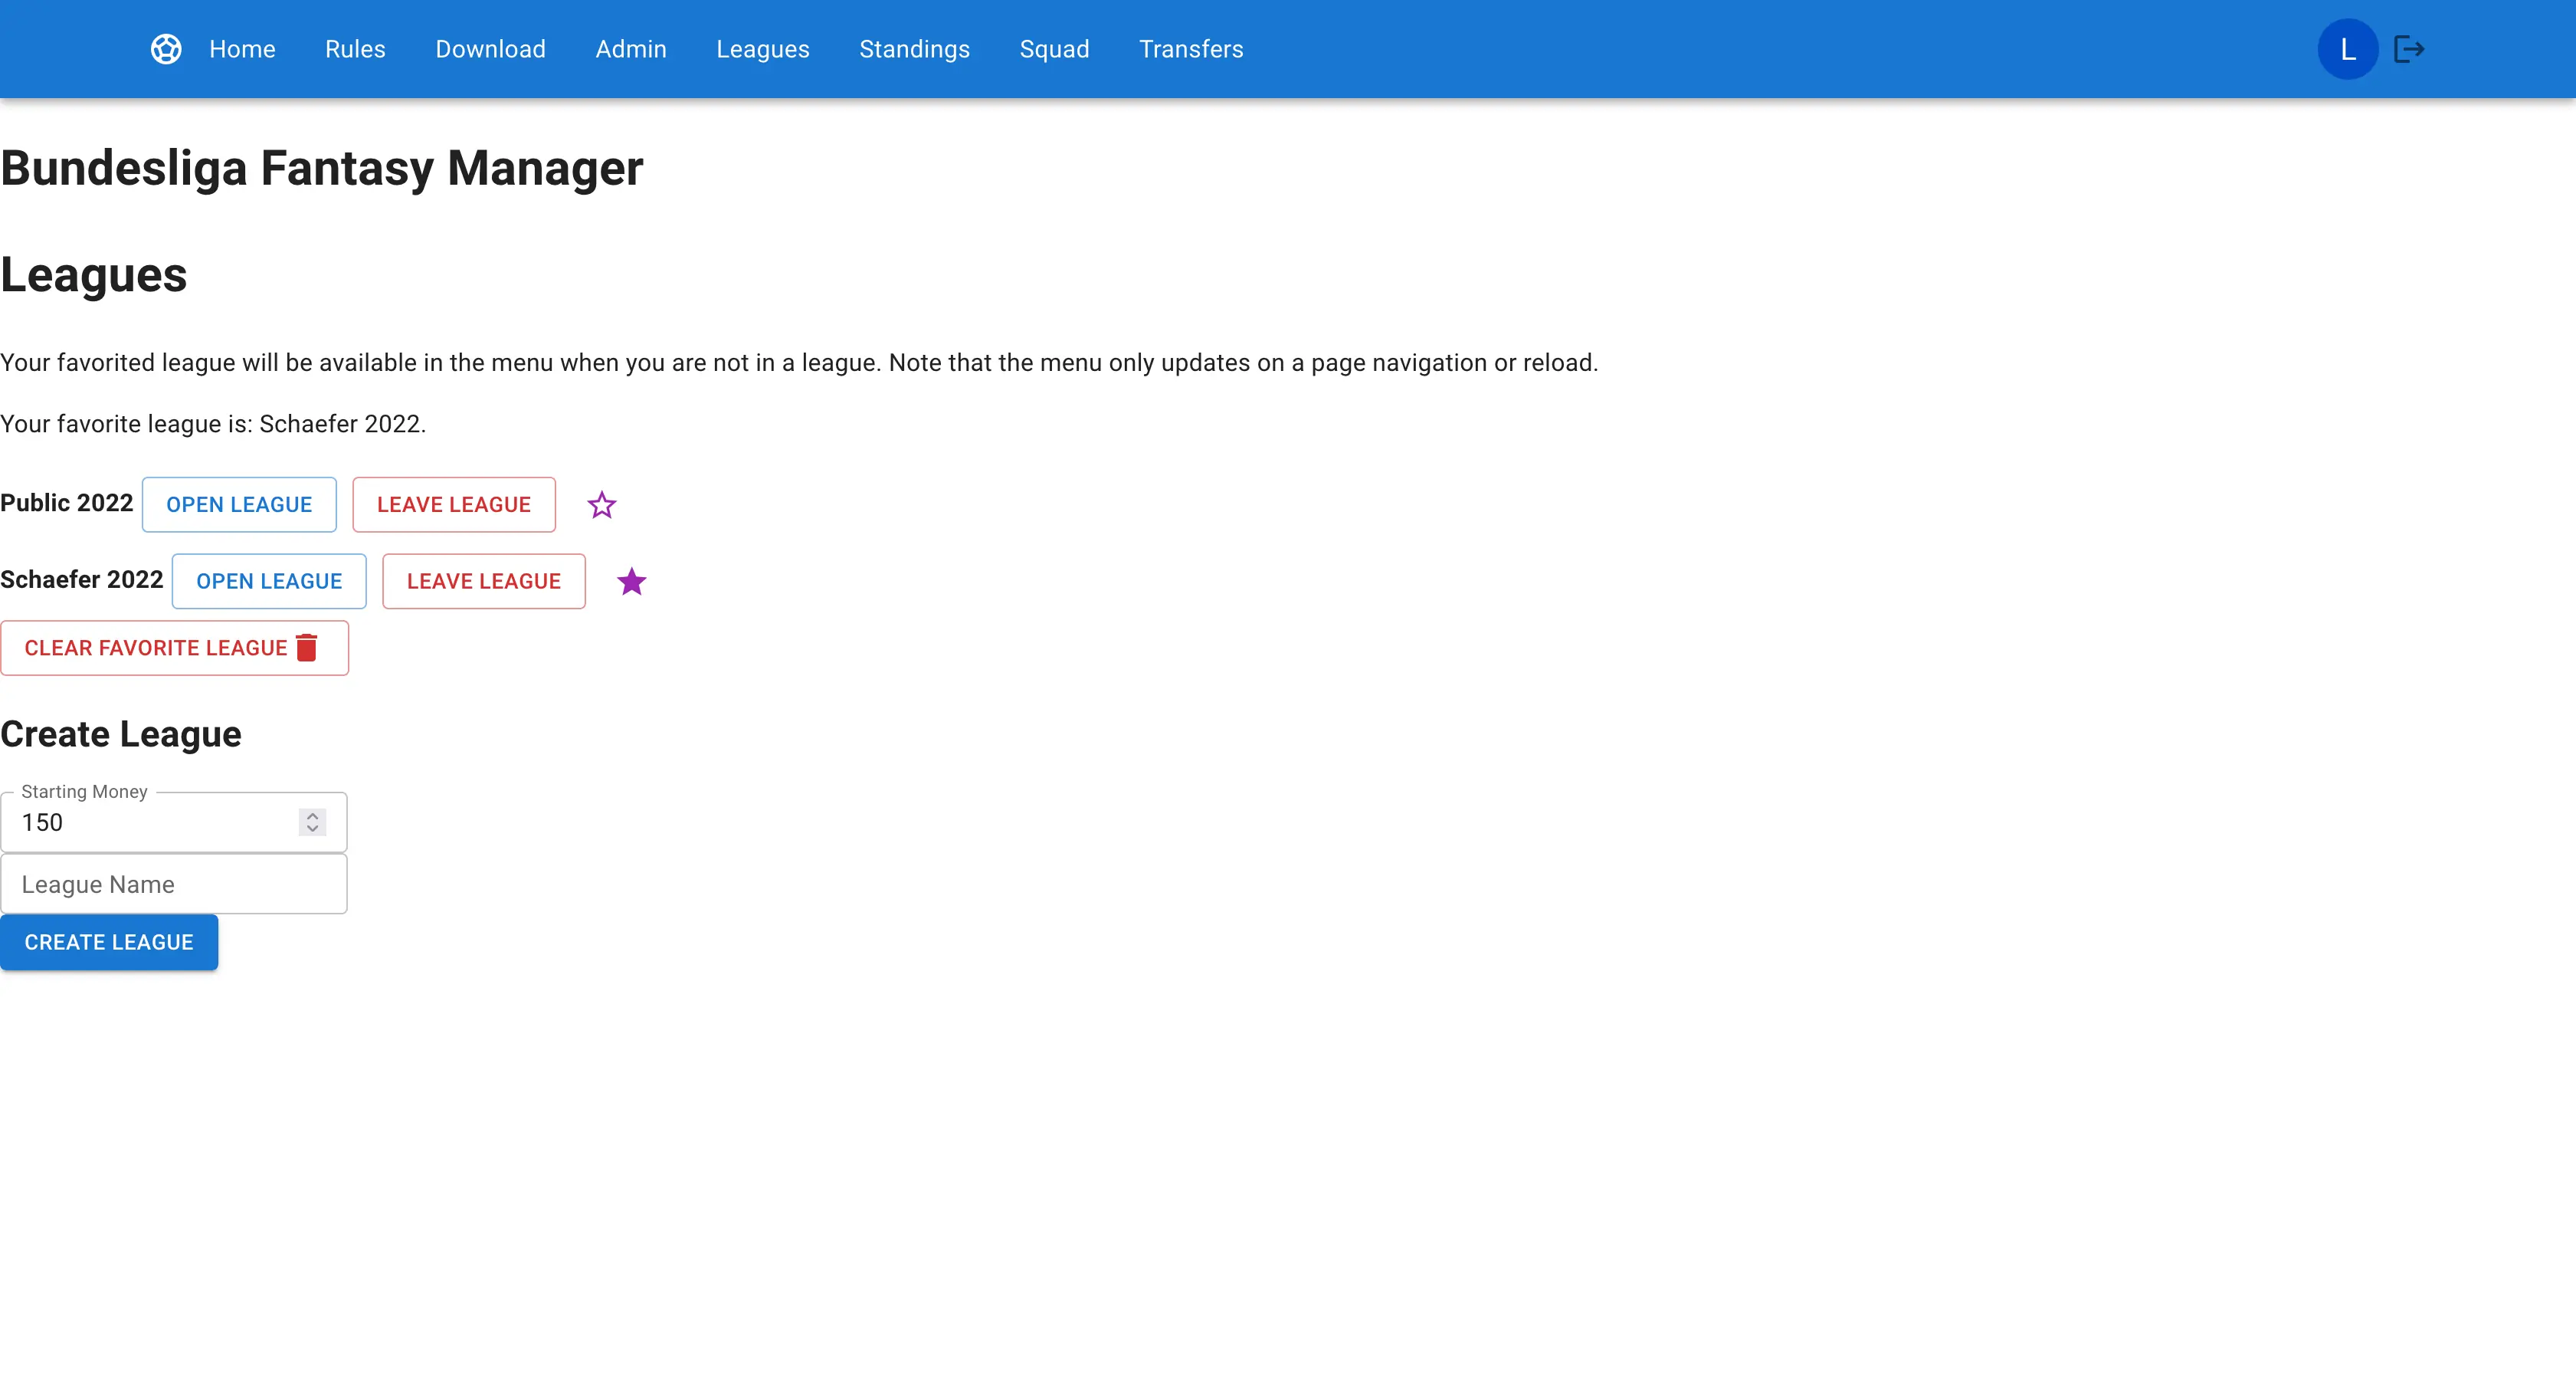 Home Rules Download Admin Leagues Standings Squad Transfers L
Bundesliga Fantasy Manager
Leagues
Your favorited league will be available in the menu when you are not in a league. Note that the menu only updates on a page navigation or reload.
Your favorite league is: Schaefer 2022.
Public 2022 OPEN LEAGUE LEAVE LEAGUE
Schaefer 2022 OPEN LEAGUE LEAVE LEAGUE
CLEAR FAVORITE LEAGUE
Create League
Starting Money
150
League Name
CREATE LEAGUE